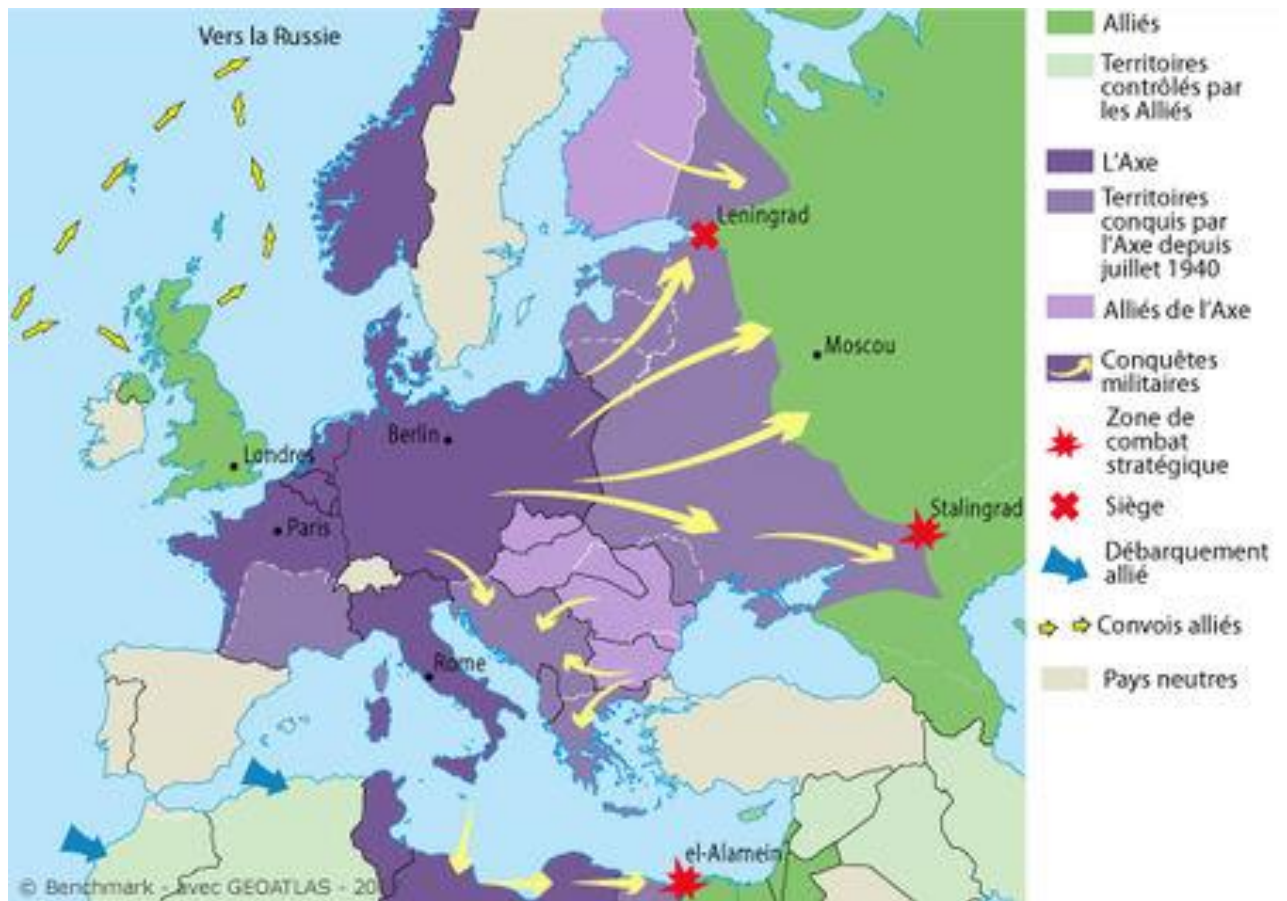 Vers la Russie
Leningrad
Moscou
Berlin
Londres
Stalingrad
Paris
Rome
el-Alamein
© Benchmark - avec GEOATLAS - 20
Alliés
Territoires
contrôlés par
les Alliés
L'Axe
Territoires
conquis par
l'Axe depuis
juillet 1940
Alliés de l'Axe
Conquêtes
militaires
Zone de
combat
stratégique
Siège
Débarquement
allié
Convois alliés
Pays neutres